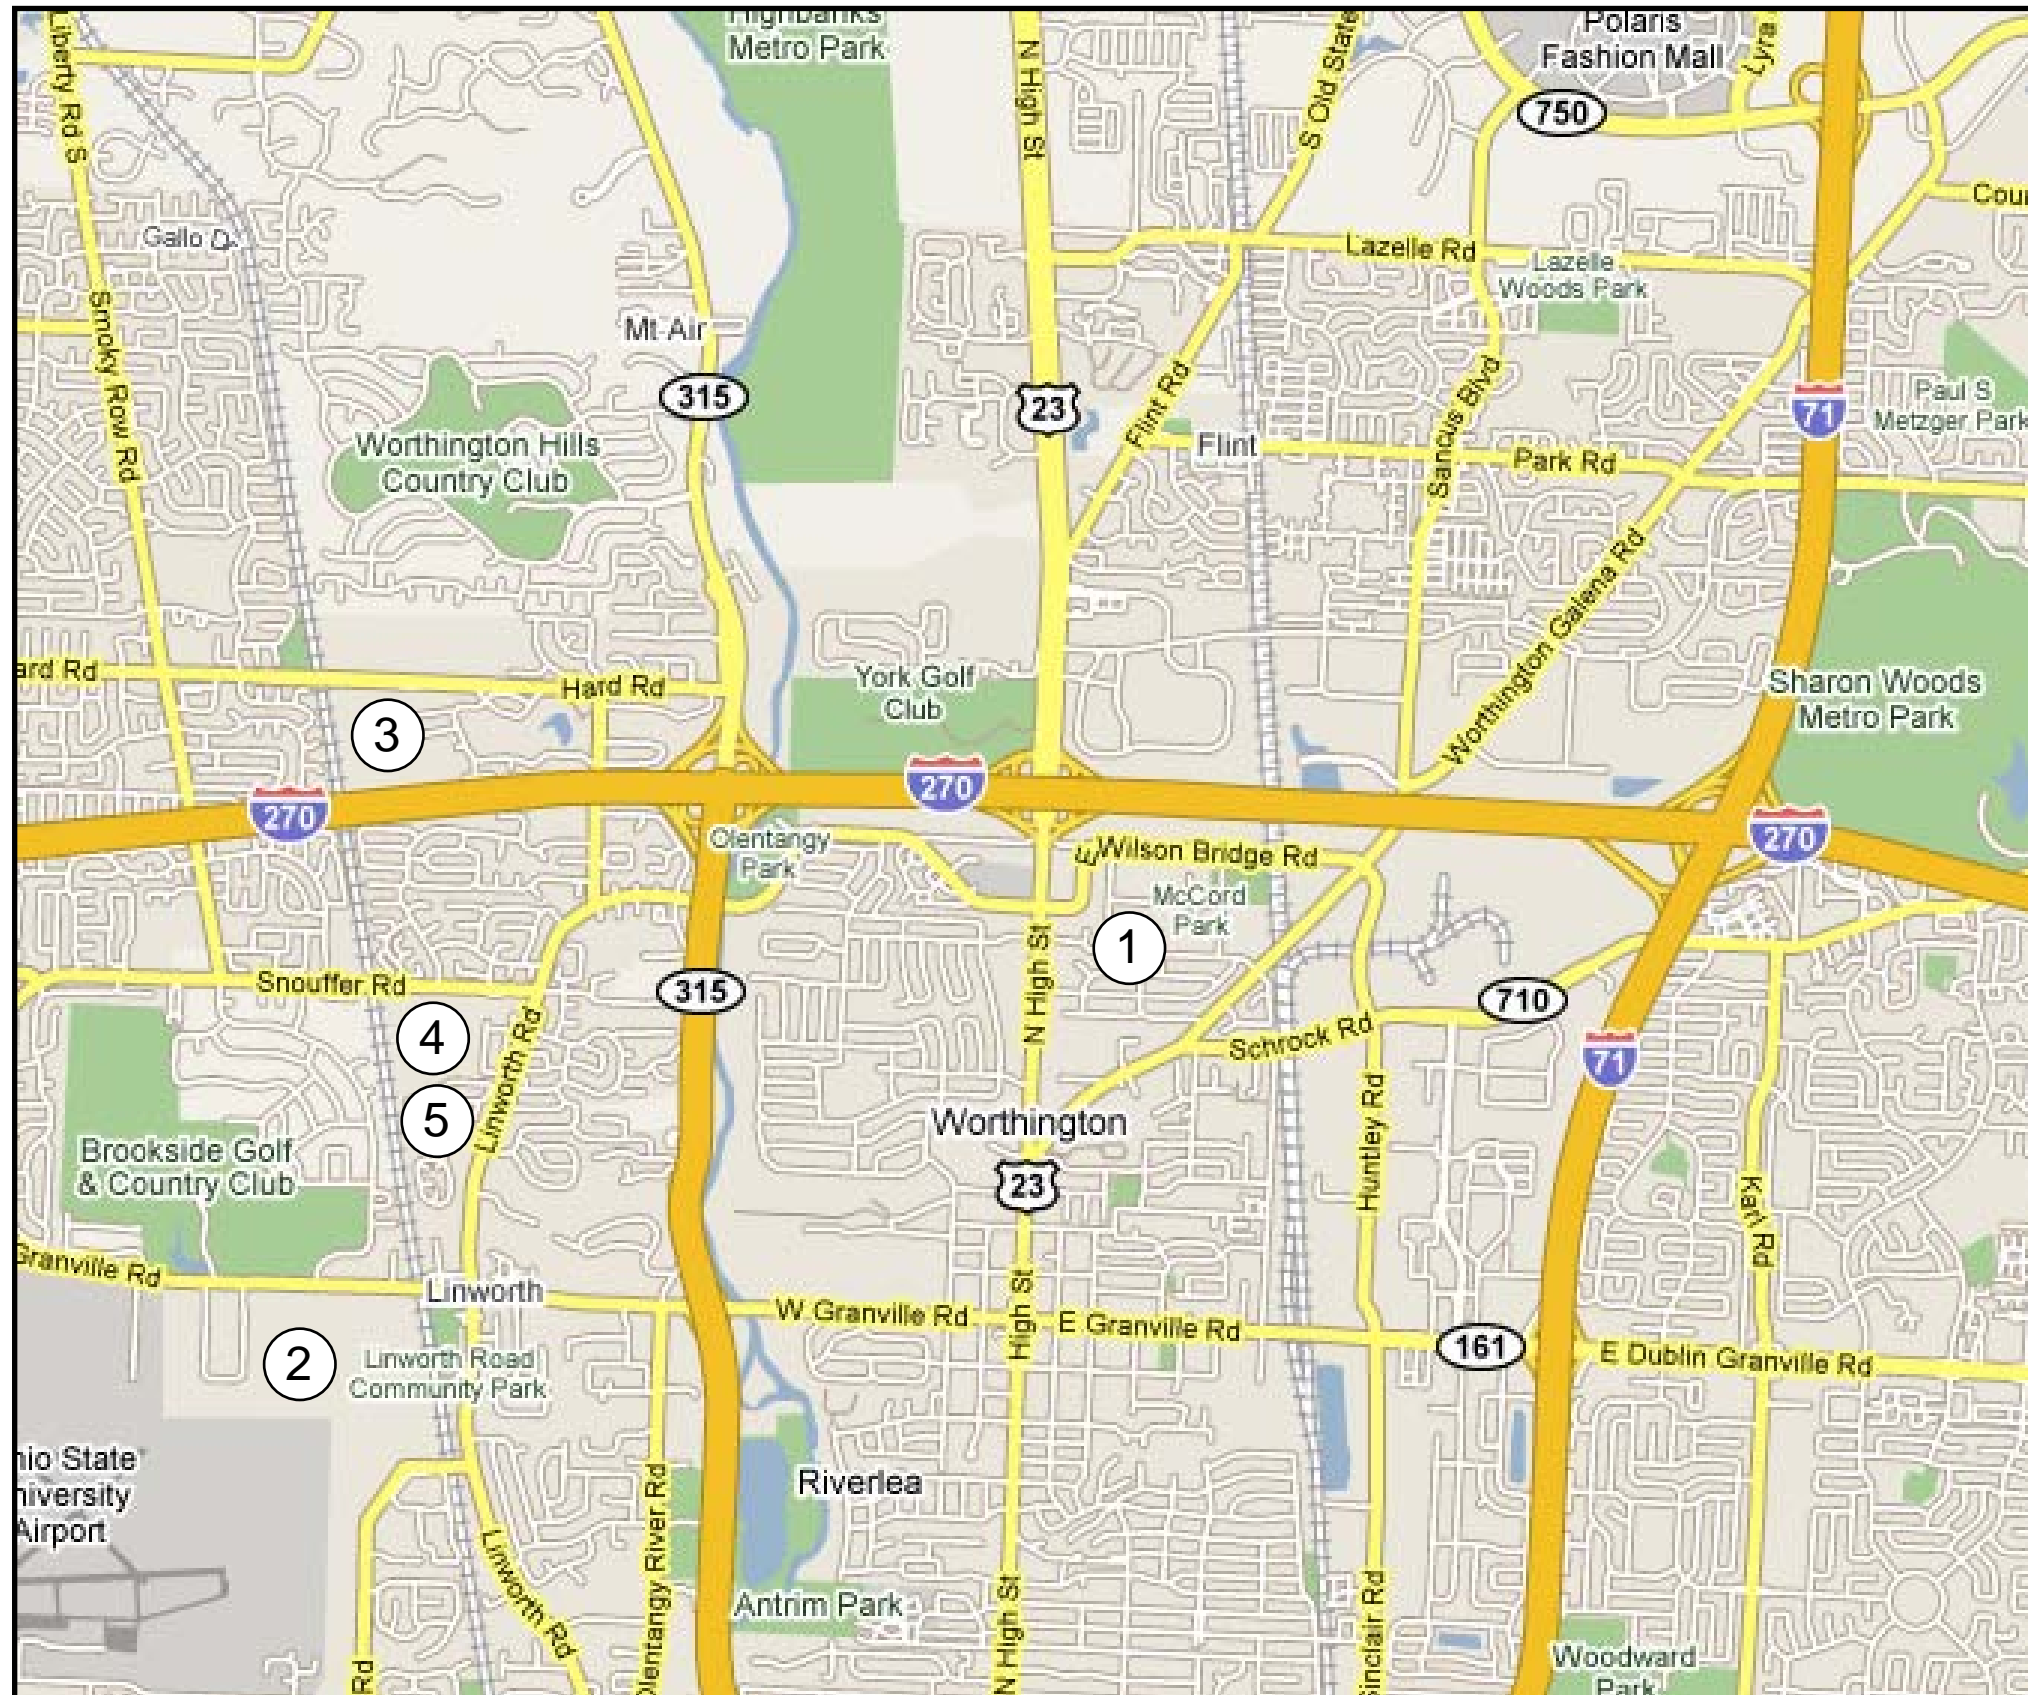 Highbanks
Metro Park
Polaris
Fashion Mall
Lyra
Liberty Rd S
N High St
S Old State
750
Cour
Gallo
Lazelle Rd
Lazelle
Woods Park
Smoky Row Rd
Mt Air
315
23
71
Paul S
Metzger Park
Flint Rd
Flint
Sancus Blvd
Park Rd
Worthington Hills
Country Club
Worthington Galena Rd
ard Rd
Hard Rd
York Golf
Club
Sharon Woods
Metro Park
3
270
270
270
Olentangy
Park
E Wilson Bridge Rd
McCord
Park
1
N High St
Snouffer Rd
315
710
4
Linworth Rd
Schrock Rd
71
5
Huntley Rd
Worthington
Brookside Golf
& Country Club
23
Karl Rd
Granville Rd
Linworth
W Granville Rd
High St
E Granville Rd
161
E Dublin Granville Rd
2
Linworth Road
Community Park
hio State
niversity
Airport
Riverlea
Linworth Rd
Olentangy River Rd
Antrim Park
N High St
Sinclair Rd
Rd
Woodward
Park